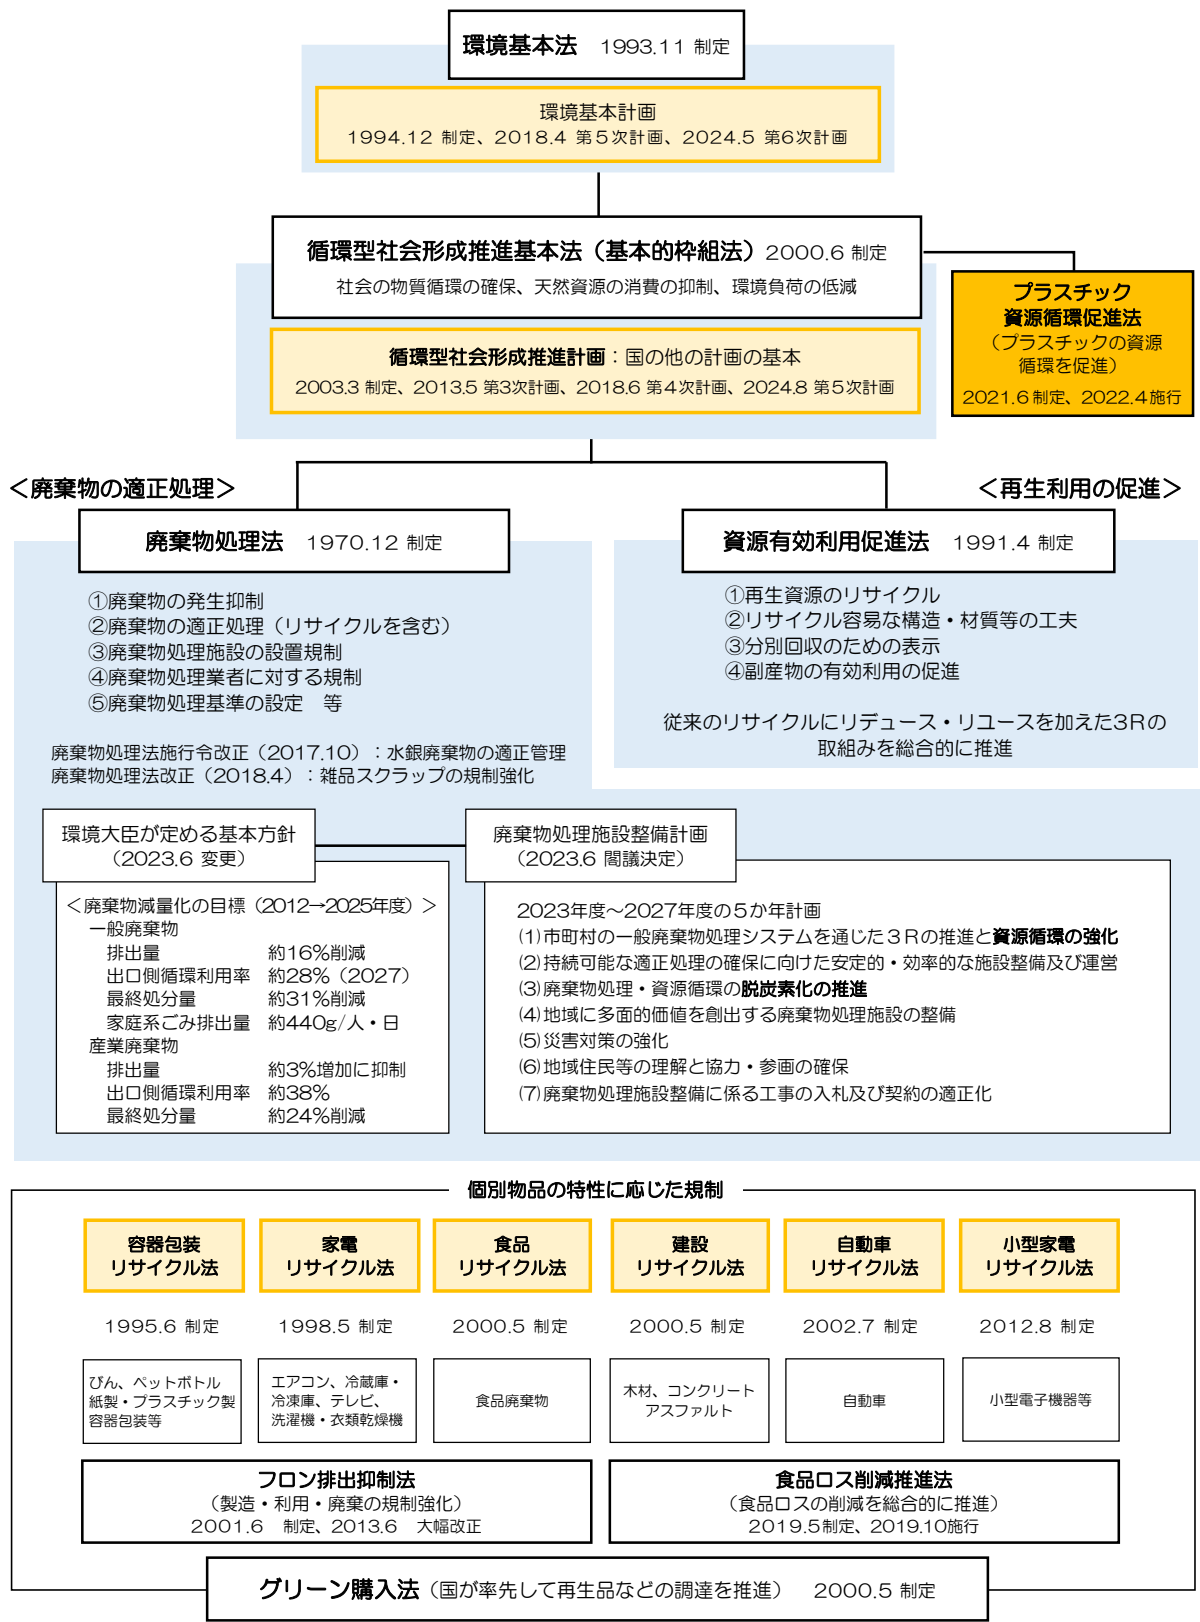 環境基本法　1993.11 制定
環境基本計画
1994.12 制定、2018.4 第５次計画、2024.5 第６次計画
循環型社会形成推進基本法（基本的枠組法）2000.6 制定
社会の物質循環の確保、天然資源の消費の抑制、環境負荷の低減
循環型社会形成推進計画：国の他の計画の基本
2003.3 制定、2013.5 第３次計画、2018.6 第４次計画、2024.8 第５次計画
プラスチック
資源循環促進法
（プラスチックの資源
循環を促進）
2021.6 制定、2022.4 施行
＜廃棄物の適正処理＞
廃棄物処理法　1970.12 制定
①廃棄物の発生抑制
②廃棄物の適正処理（リサイクルを含む）
③廃棄物処理施設の設置規制
④廃棄物処理業者に対する規制
⑤廃棄物処理基準の設定　等
廃棄物処理法施行令改正（2017.10）：水銀廃棄物の適正管理
廃棄物処理法改正（2018.4）：雑品スクラップの規制強化
＜再生利用の促進＞
資源有効利用促進法　1991.4 制定
①再生資源のリサイクル
②リサイクル容易な構造・材質等の工夫
③分別回収のための表示
④副産物の有効利用の促進
従来のリサイクルにリデュース・リユースを加えた3Ｒの
取組みを総合的に推進
環境大臣が定める基本方針
（2023.6 変更）
＜廃棄物減量化の目標（2012→2025年度）＞
一般廃棄物
排出量　約16％削減
出口側循環利用率　約28％（2027）
最終処分量　約31％削減
家庭系ごみ排出量　約440g/人・日
産業廃棄物
排出量　約3％増加に抑制
出口側循環利用率　約38％
最終処分量　約24％削減
廃棄物処理施設整備計画
（2023.6 閣議決定）
2023年度～2027年度の５か年計画
(1)市町村の一般廃棄物処理システムを通じた３Ｒの推進と資源循環の強化
(2)持続可能な適正処理の確保に向けた安定的・効率的な施設整備及び運営
(3)廃棄物処理・資源循環の脱炭素化の推進
(4)地域に多面的価値を創出する廃棄物処理施設の整備
(5)災害対策の強化
(6)地域住民等の理解と協力・参画の確保
(7)廃棄物処理施設整備に係る工事の入札及び契約の適正化
個別物品の特性に応じた規制
容器包装
リサイクル法
1995.6 制定
びん、ペットボトル
紙製・プラスチック製
容器包装等
家電
リサイクル法
1998.5 制定
エアコン、冷蔵庫・
冷凍庫、テレビ、
洗濯機・衣類乾燥機
食品
リサイクル法
2000.5 制定
食品廃棄物
建設
リサイクル法
2000.5 制定
木材、コンクリート
アスファルト
自動車
リサイクル法
2002.7 制定
自動車
小型家電
リサイクル法
2012.8 制定
小型電子機器等
フロン排出抑制法
（製造・利用・廃棄の規制強化）
2001.6　制定、2013.6　大幅改正
食品ロス削減推進法
（食品ロスの削減を総合的に推進）
2019.5制定、2019.10施行
グリーン購入法（国が率先して再生品などの調達を推進）　2000.5 制定